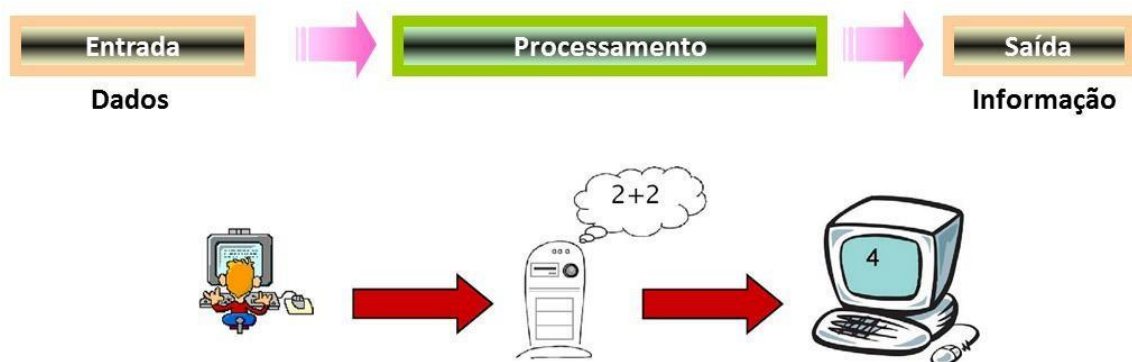 Entrada
Processamento
Saída
Dados
Informação
2+2
4